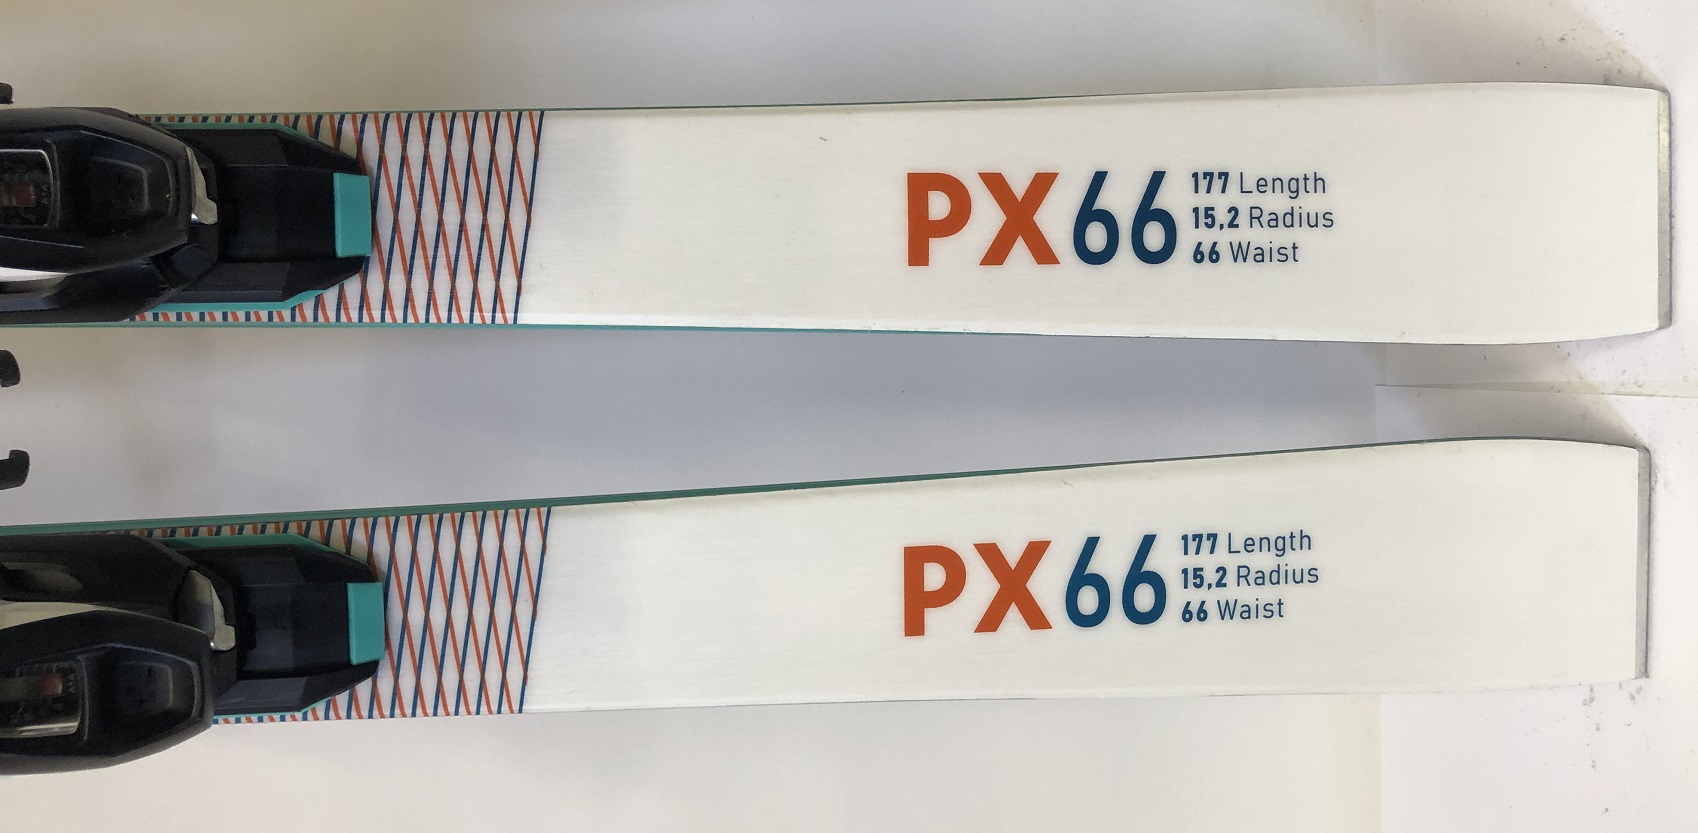 PX66
177 Length
15,2 Radius
66 Waist
PX66
177 Length
15,2 Radius
66 Waist